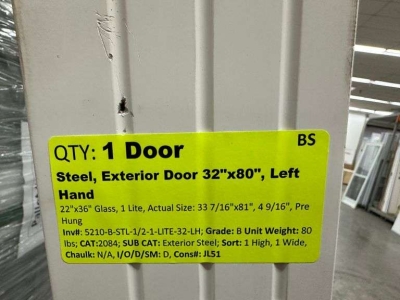 BS
QTY: 1 Door
Steel, Exterior Door 32"x80", Left
Hand
22"x36" Glass, 1 Lite, Actual Size: 33 7/16"x81", 4 9/16", Pre
Hung
Inv#: 5210-B-STL-1/2-1-LITE-32-LH; Grade: B Unit Weight: 80
lbs; CAT:2084; SUB CAT: Exterior Steel; Sort: 1 High, 1 Wide,
Chaulk: N/A, I/O/D/SM: D, Cons#: JL51